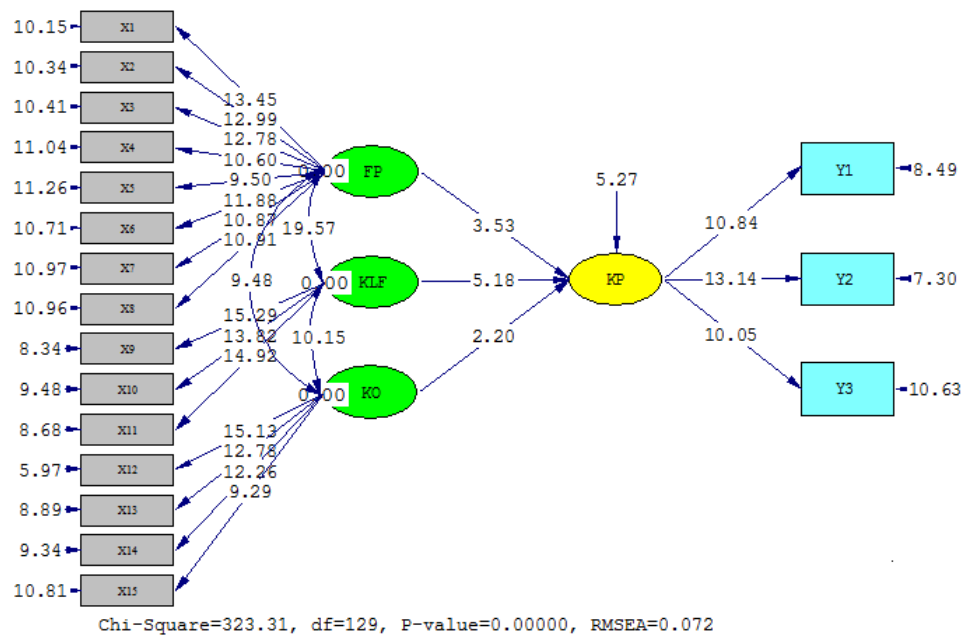 10.15 X1
10.34 X2
10.41 X3
11.04 X4
11.26 X5
10.71 X6
10.97 X7
10.96 X8
8.34 X9
9.48 X10
8.68 X11
5.97 X12
8.89 X13
9.34 X14
10.81 X15
13.45
12.99
12.78
10.60
9.50
11.88
10.87
10.91
15.29
13.82
14.92
15.13
12.78
12.26
9.29
0.00 FP
19.57
9.48
0.00 KLF
10.15
0.00 KO
3.53
5.18
2.20
5.27
KP
10.84
13.14
10.05
Y1 8.49
Y2 7.30
Y3 10.63
Chi-Square=323.31, df=129, P-value=0.00000, RMSEA=0.072